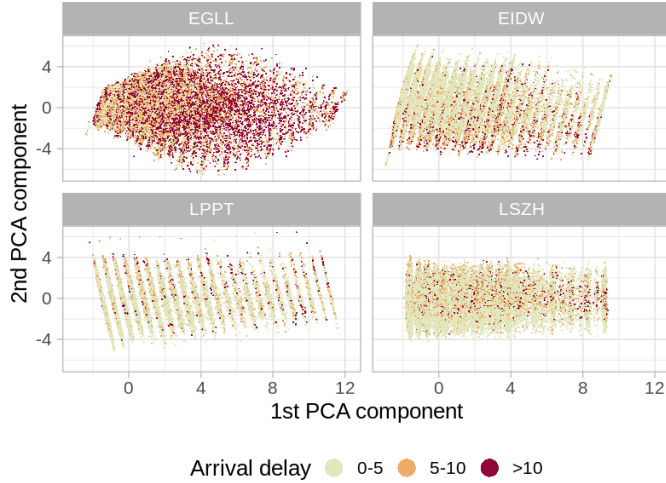 EGLL
EIDW
4
0
-4
LPPT
LSZH
4
0
-4
0 4 8 12 0 4 8 12
2nd PCA component
1st PCA component
Arrival delay 0-5 5-10 >10